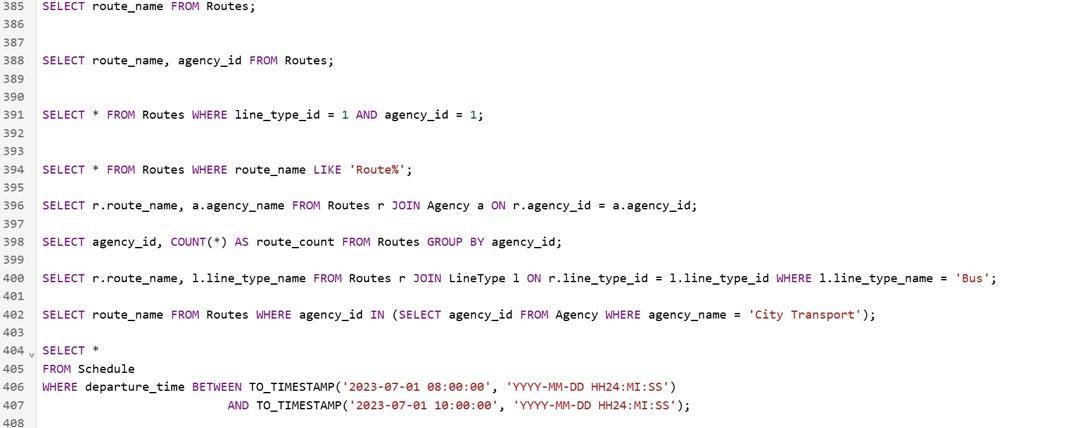 385 SELECT route_name FROM Routes;
386
387
388 SELECT route_name, agency_id FROM Routes;
389
390
391 SELECT * FROM Routes WHERE line_type_id = 1 AND agency_id = 1;
392
393
394 SELECT * FROM Routes WHERE route_name LIKE 'Route%';
395
396 SELECT r.route_name, a.agency_name FROM Routes r JOIN Agency a ON r.agency_id = a.agency_id;
397
398 SELECT agency_id, COUNT(*) AS route_count FROM Routes GROUP BY agency_id;
399
400 SELECT r.route_name, l.line_type_name FROM Routes r JOIN LineType l ON r.line_type_id = l.line_type_id WHERE l.line_type_name = 'Bus';
401
402 SELECT route_name FROM Routes WHERE agency_id IN (SELECT agency_id FROM Agency WHERE agency_name = 'City Transport');
403
404 SELECT *
405 FROM Schedule
406 WHERE departure_time BETWEEN TO_TIMESTAMP('2023-07-01 08:00:00', 'YYYY-MM-DD HH24:MI:SS')
407 AND TO_TIMESTAMP('2023-07-01 10:00:00', 'YYYY-MM-DD HH24:MI:SS');
408